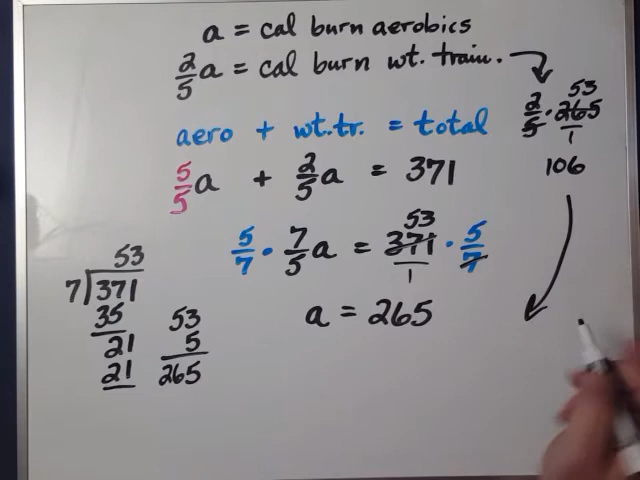 a = cal burn aerobics
2/5 a = cal burn wt. train.
2/5 · 265 53 1
106
aero + wt.tr. = total
5/5 a + 2/5 a = 371
5/7 · 7/5 a = 371 53 1 · 5/7
a = 265
53
7 371
35
21
21
53
5
265